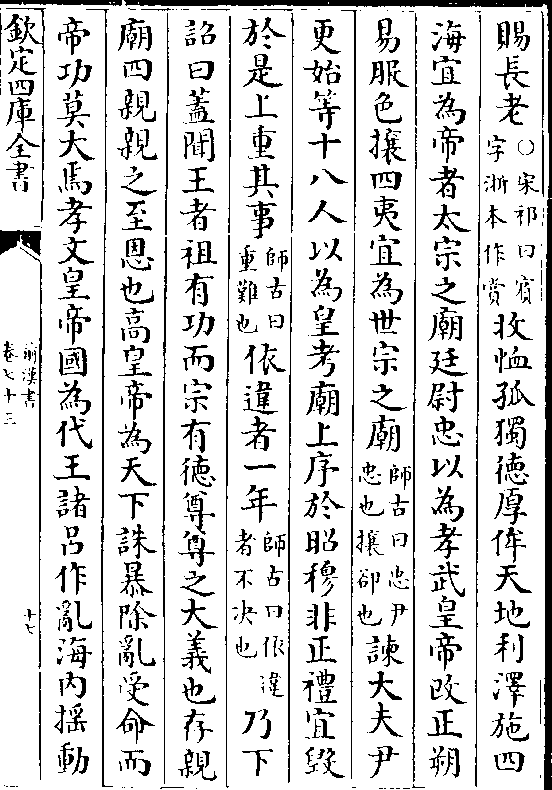 賜長老〇宋祁曰賓字浙本作賞收恤孤獨德厚侔天地利澤施四
海宜為帝者太宗之廟廷尉忠以為孝武皇帝改正朔
易服色攘四夷宜為世宗之廟師古曰忠尹忠也攘卻也諫大夫尹
更始等十八人以為皇考廟上序於昭穆非正禮宜毀
於是上重其事師古曰重難也依違者一年師古曰依違者不決也乃下
詔曰蓋聞王者祖有功而宗有德尊尊之大義也存親
廟四親親之至恩也高皇帝為天下誅暴除亂受命而
帝功莫大焉孝文皇帝國為代王諸呂作亂海內揺動
欽定四庫全書
前漢書
卷七十三
十七